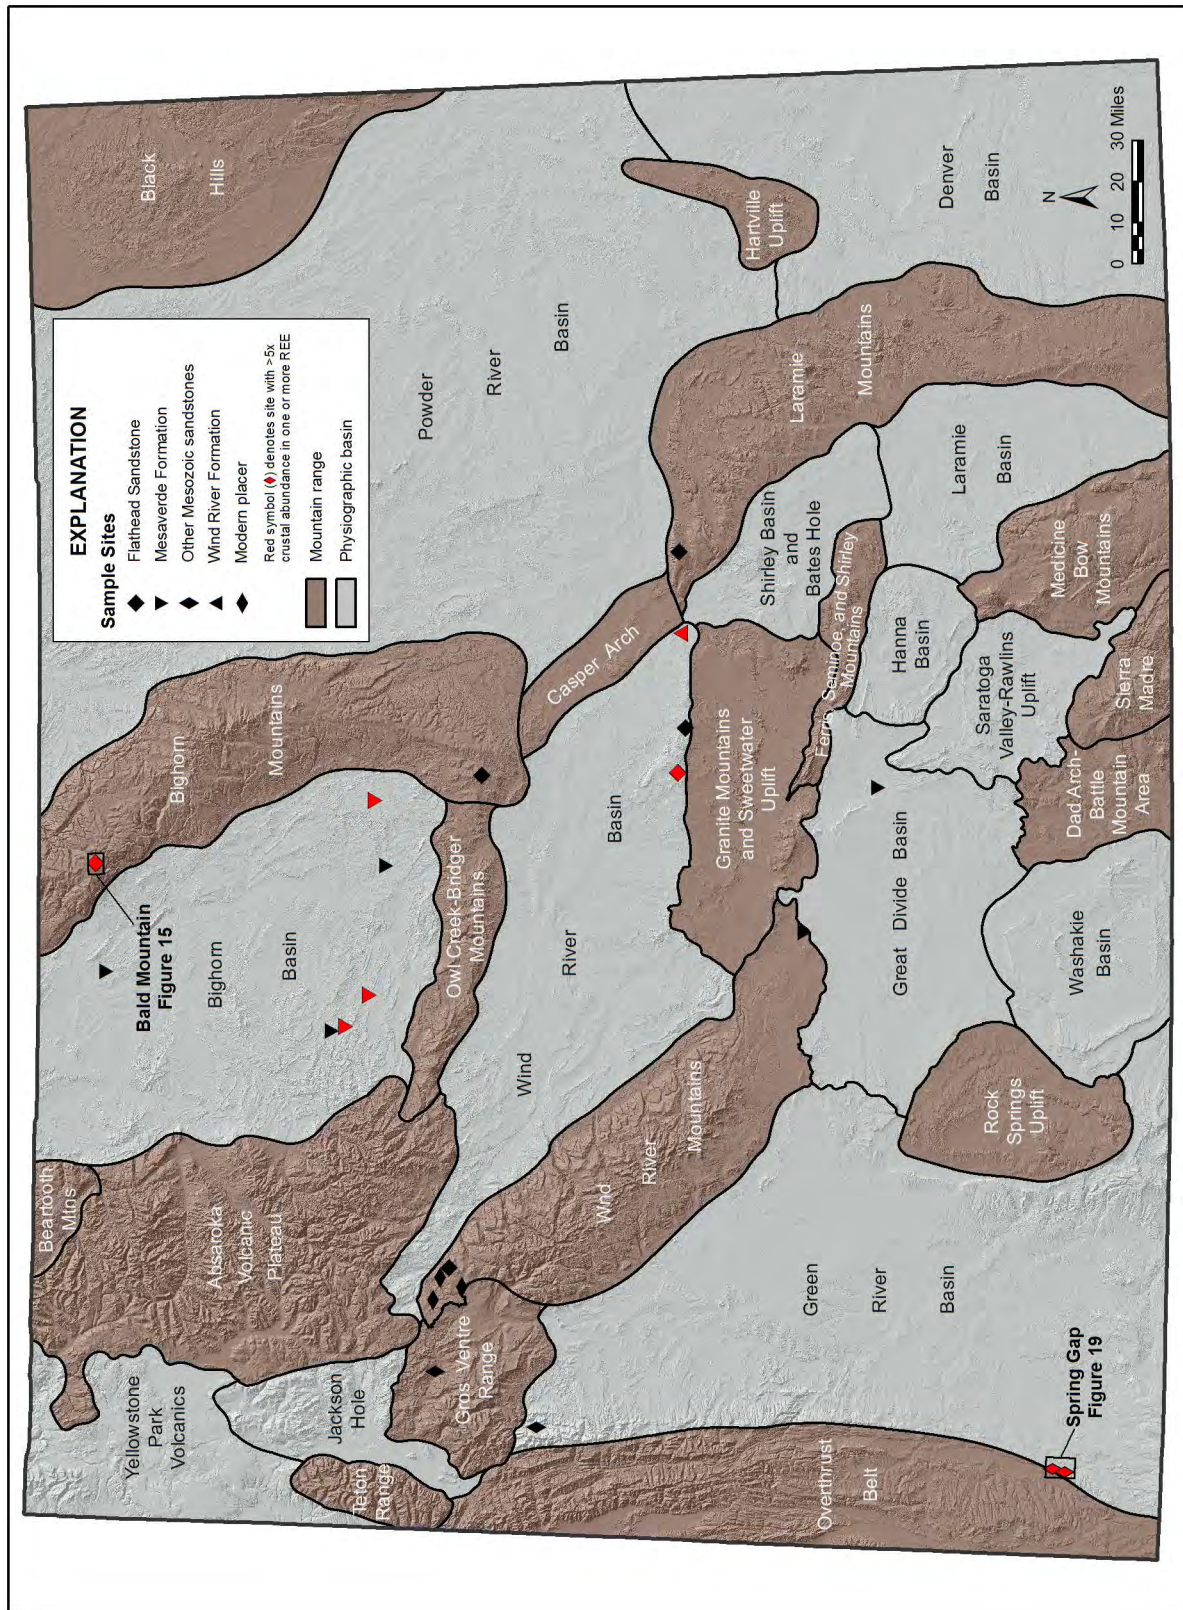 EXPLANATION
Sample Sites
Flathead Sandstone
Mesaverde Formation
Other Mesozoic sandstones
Wind River Formation
Modern placer
Red symbol (♦) denotes site with >5x
crustal abundance in one or more REE
Mountain range
Physiographic basin
Beartooth
Mtns
Yellowstone
Park
Volcanics
Absaroka
Volcanic
Plateau
Jackson
Hole
Teton
Range
Gros Ventre
Range
Overthrust
Belt
Bald Mountain
Figure 15
Bighorn
Basin
Bighorn
Mountains
Black
Hills
Powder
River
Basin
Owl Creek-Bridger
Mountains
Wind
River
Basin
Casper Arch
Wind
River
Mountains
Granite Mountains
and Sweetwater
Uplift
Shirley Basin
and
Bates Hole
Ferris, Seminoe, and Shirley
Mountains
Laramie
Mountains
Hartville
Uplift
Denver
Basin
Green
River
Basin
Great Divide Basin
Hanna
Basin
Laramie
Basin
Rock
Springs
Uplift
Washakie
Basin
Saratoga
Valley-Rawlins
Uplift
Dad Arch-
Battle
Mountain
Area
Sierra
Madre
Medicine
Bow
Mountains
Spring Gap
Figure 19
N
0 10 20 30 Miles